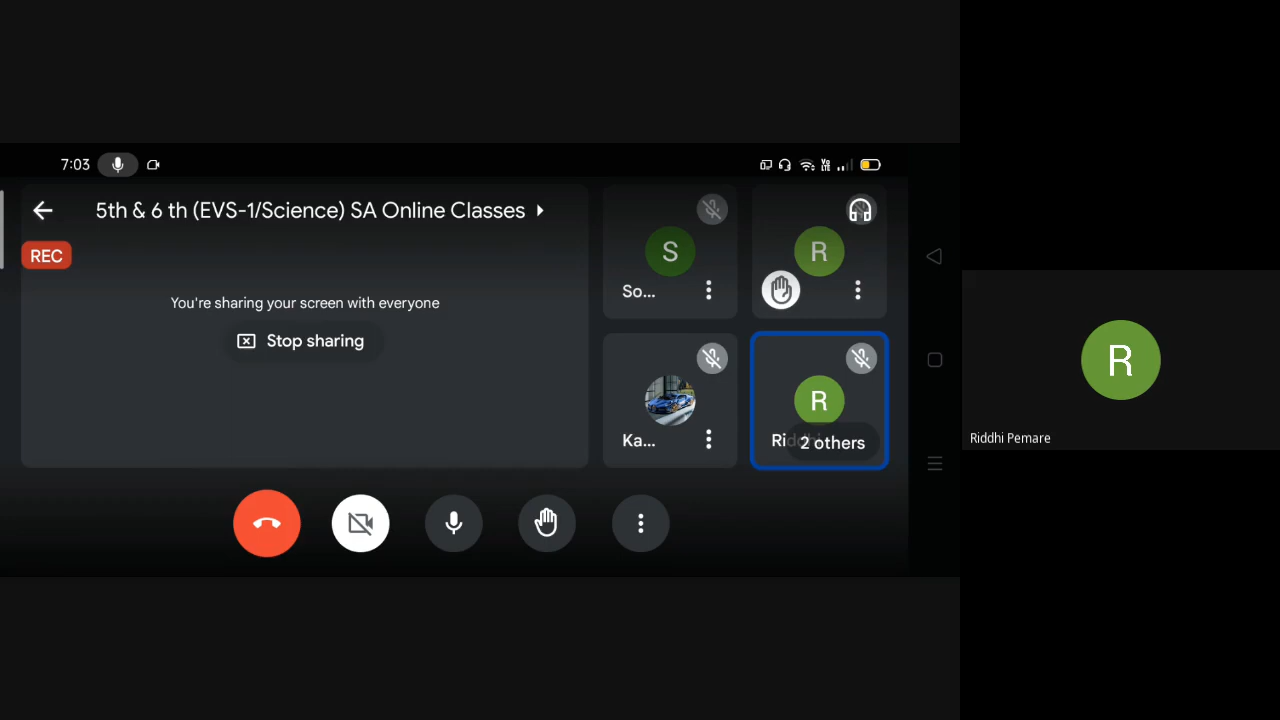 7:03
5th & 6 th (EVS-1/Science) SA Online Classes
REC
You're sharing your screen with everyone
Stop sharing
S
So...
R
Ka...
R
2 others
R
Riddhi Pemare